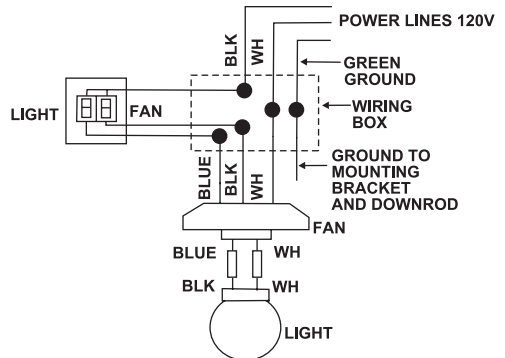 POWER LINES 120V
BLK
WH
GREEN
GROUND
LIGHT
FAN
WIRING
BOX
GROUND TO
MOUNTING
BRACKET
AND DOWNROD
BLUE
BLK
WH
FAN
BLUE
WH
BLK
WH
LIGHT